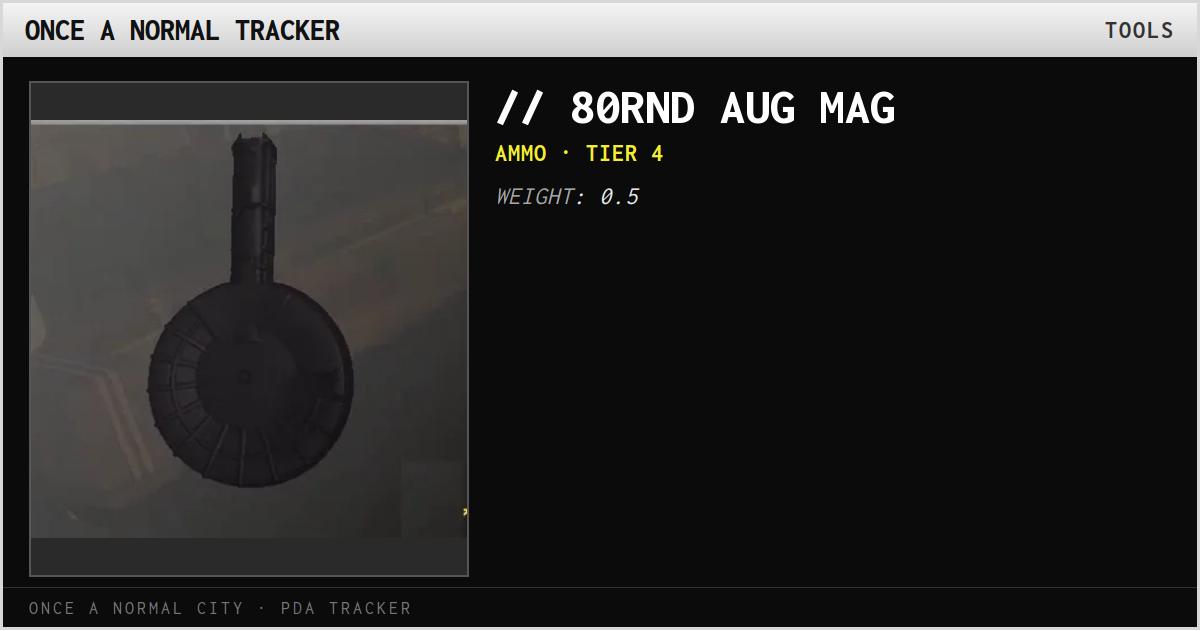 ONCE A NORMAL TRACKER
TOOLS
// 80RND AUG MAG
AMMO · TIER 4
WEIGHT: 0.5
ONCE A NORMAL CITY · PDA TRACKER